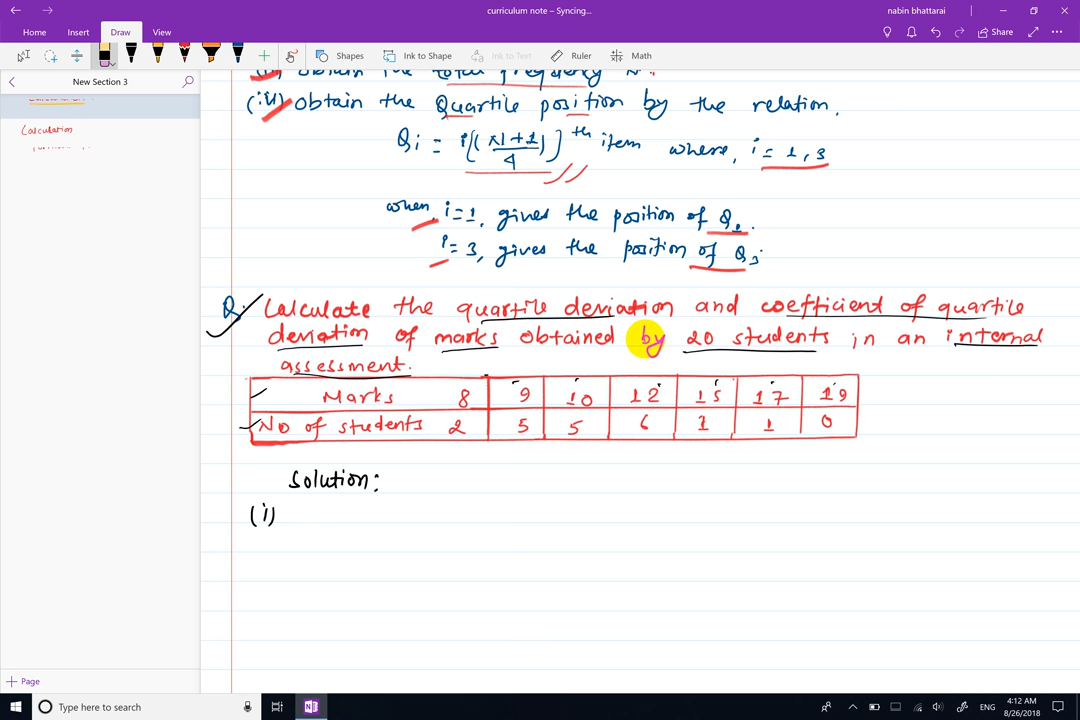 curriculum note – Syncing...
nabin bhattarai
Home Insert Draw View
Share
Shapes Ink to Shape Ink to Text Ruler Math
New Section 3
Calculation
obtain the total frequency N.
(iv) obtain the Quartile position by the relation.
Qi = i((N+1)/4)th item where, i = 1, 3
when, i=1, gives the position of Q1.
i= 3, gives the position of Q3.
Q. Calculate the quartile deviation and coefficient of quartile
deviation of marks obtained by 20 students in an internal
assessment.
Marks 8 9 10 12 15 17 19
No of students 2 5 5 6 1 1 0
Solution:
(i)
+ Page
Type here to search
ENG
4:12 AM
8/26/2018